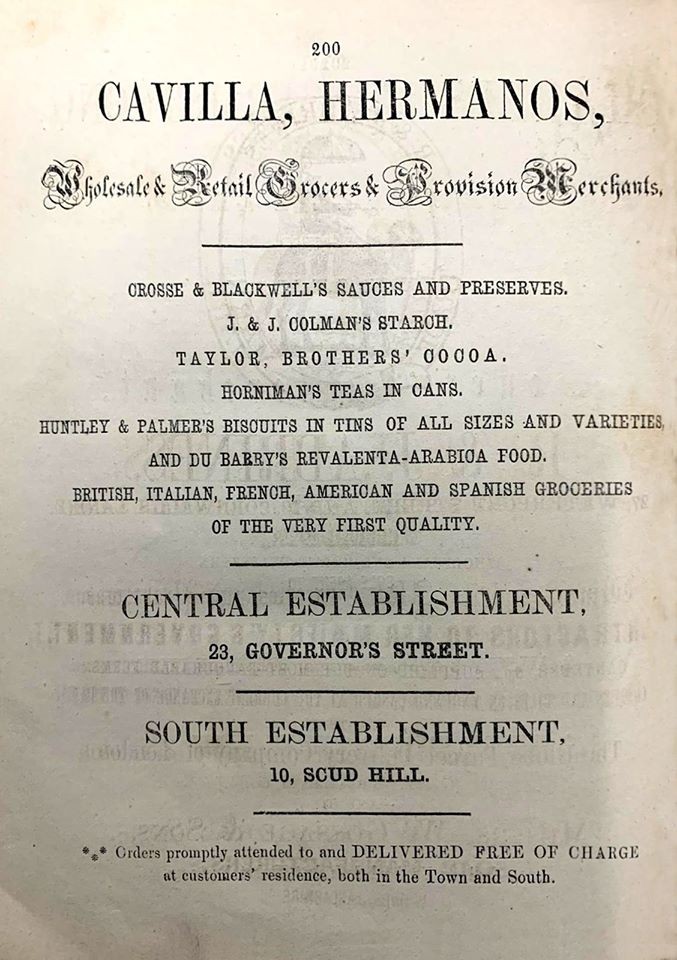 200
CAVILLA, HERMANOS,
Wholesale & Retail Grocers & Provision Merchants,
CROSSE & BLACKWELL'S SAUCES AND PRESERVES.
J. & J. COLMAN'S STARCH.
TAYLOR, BROTHERS' COCOA.
HORNIMAN'S TEAS IN CANS.
HUNTLEY & PALMER'S BISCUITS IN TINS OF ALL SIZES AND VARIETIES,
AND DU BARRY'S REVALENTA-ARABICA FOOD.
BRITISH, ITALIAN, FRENCH, AMERICAN AND SPANISH GROCERIES
OF THE VERY FIRST QUALITY.
CENTRAL ESTABLISHMENT,
23, GOVERNOR'S STREET.
SOUTH ESTABLISHMENT,
10, SCUD HILL.
*⁎* Orders promptly attended to and DELIVERED FREE OF CHARGE
at customers' residence, both in the Town and South.